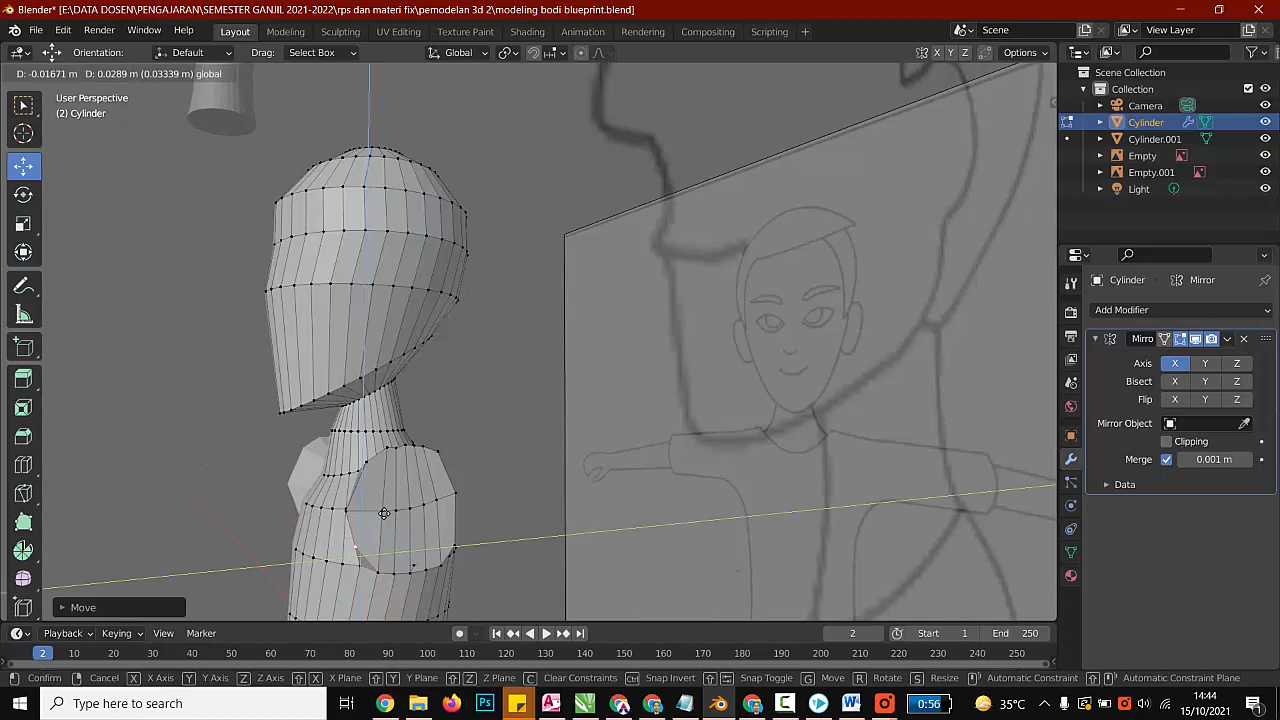 Blender* [E:\DATA DOSEN\PENGAJARAN\SEMESTER GANJIL 2021-2022\rps dan materi fix\pemodelan 3d 2\modeling bodi blueprint.blend]
File Edit Render Window Help Layout Modeling Sculpting UV Editing Texture Paint Shading Animation Rendering Compositing Scripting + Scene View Layer
Orientation: Default Drag: Select Box Global X Y Z Options
D: -0.01671 m D: 0.0289 m (0.03339 m) global
User Perspective
(2) Cylinder
Scene Collection
Collection
Camera
Cylinder
Cylinder.001
Empty
Empty.001
Light
Cylinder Mirror
Add Modifier
Mirro
Axis X Y Z
Bisect X Y Z
Flip X Y Z
Mirror Object
Clipping
Merge 0.001 m
Data
Move
Playback Keying View Marker 2 Start 1 End 250
2 10 20 30 40 50 60 70 80 90 100 110 120 130 140 150 160 170 180 190 200 210 220 230 240 250
Confirm Cancel X X Axis Y Y Axis Z Z Axis X X Plane Y Y Plane Z Z Plane C Clear Constraints Ctrl Snap Invert Snap Toggle G Move R Rotate S Resize Automatic Constraint Automatic Constraint Plane
Type here to search 0:56 35°C 14:44
15/10/2021